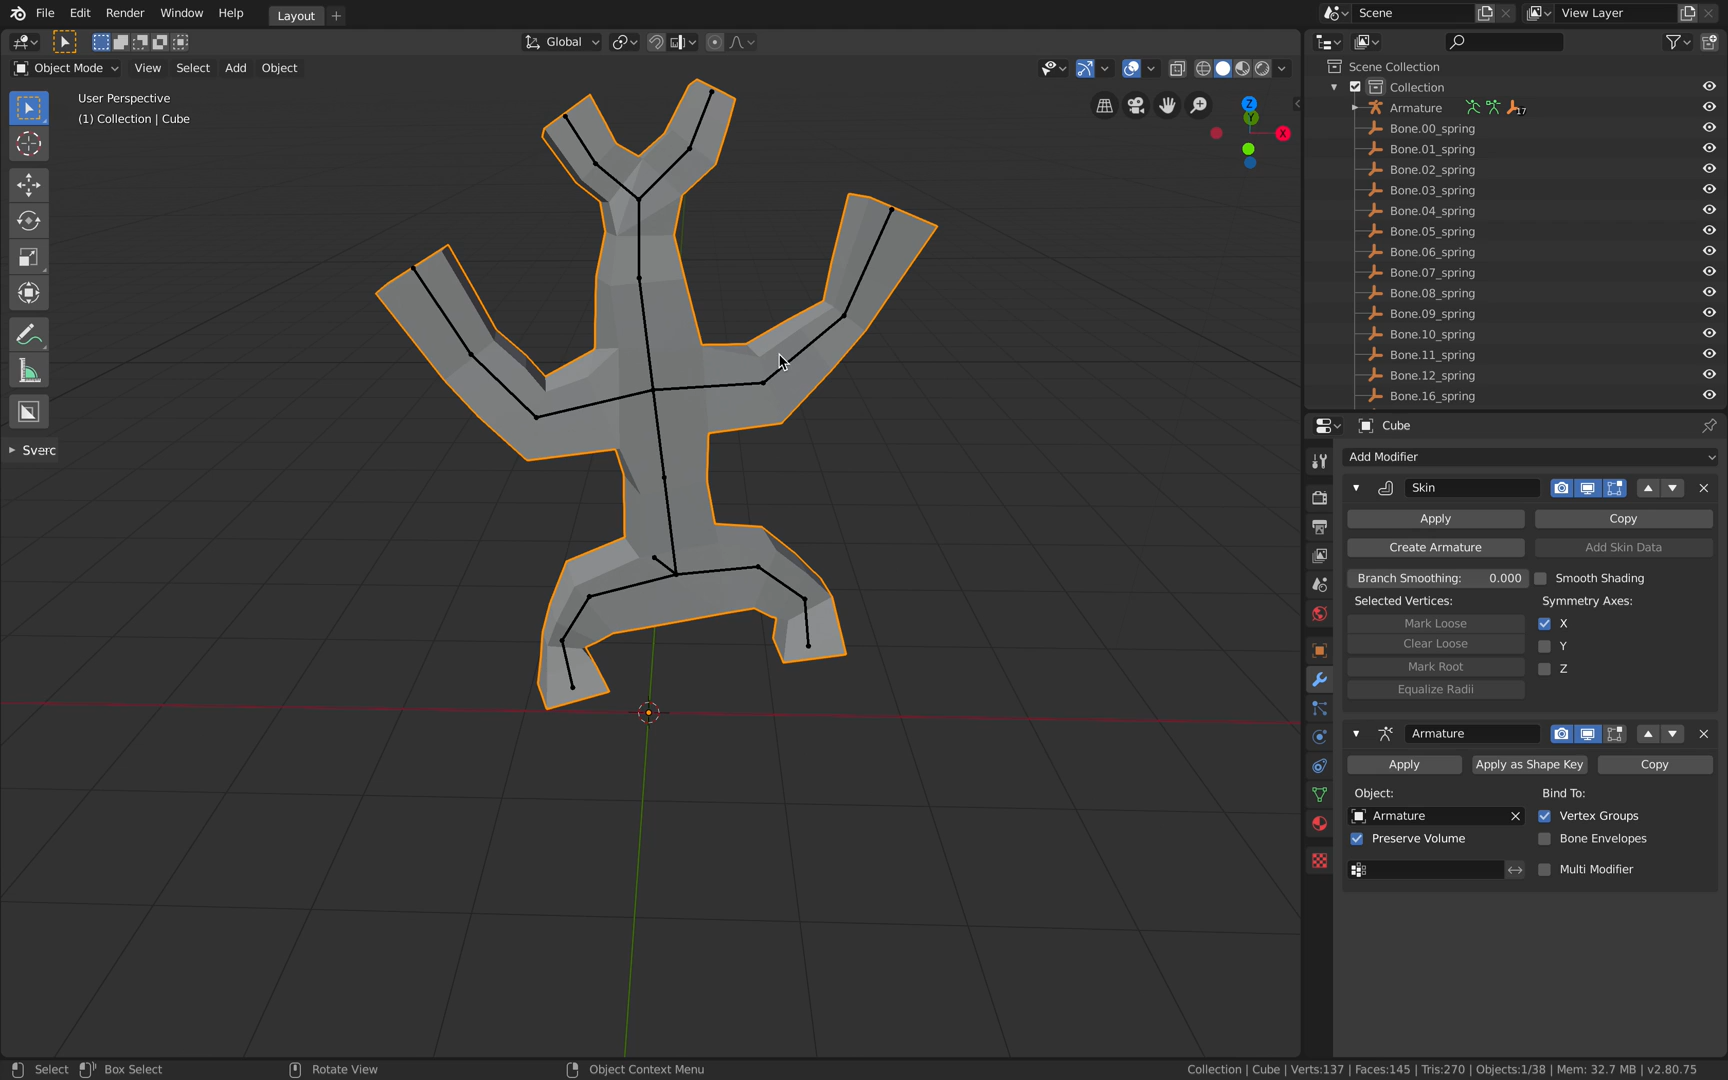 File Edit Render Window Help Layout
Scene View Layer
Global
Object Mode View Select Add Object
User Perspective
(1) Collection | Cube
Z
Y
X
Scene Collection
Collection
Armature 17
Bone.00_spring
Bone.01_spring
Bone.02_spring
Bone.03_spring
Bone.04_spring
Bone.05_spring
Bone.06_spring
Bone.07_spring
Bone.08_spring
Bone.09_spring
Bone.10_spring
Bone.11_spring
Bone.12_spring
Bone.16_spring
Sverc
Cube
Add Modifier
Skin
Apply Copy
Create Armature Add Skin Data
Branch Smoothing: 0.000 Smooth Shading
Selected Vertices: Symmetry Axes:
Mark Loose X
Clear Loose Y
Mark Root Z
Equalize Radii
Armature
Apply Apply as Shape Key Copy
Object: Bind To:
Armature Vertex Groups
Preserve Volume Bone Envelopes
Multi Modifier
Select Box Select Rotate View Object Context Menu
Collection | Cube | Verts:137 | Faces:145 | Tris:270 | Objects:1/38 | Mem: 32.7 MB | v2.80.75